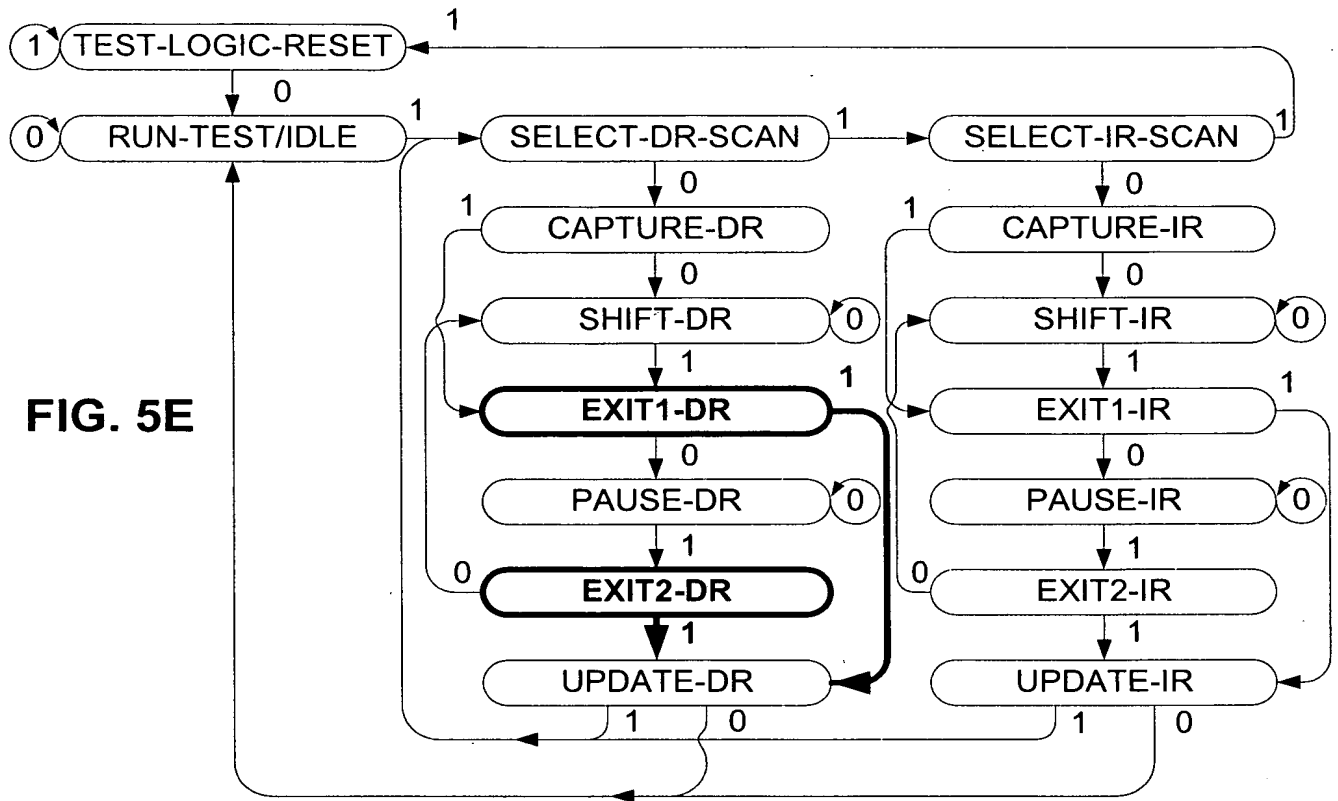 1
1 TEST-LOGIC-RESET
0
1
0 RUN-TEST/IDLE
SELECT-DR-SCAN
1
SELECT-IR-SCAN
1
0
0
1
CAPTURE-DR
1
CAPTURE-IR
0
0
SHIFT-DR
0
SHIFT-IR
0
1
1
1
1
FIG. 5E
EXIT1-DR
EXIT1-IR
0
0
PAUSE-DR
0
PAUSE-IR
0
1
1
0
EXIT2-DR
0
EXIT2-IR
1
1
UPDATE-DR
UPDATE-IR
1
0
1
0